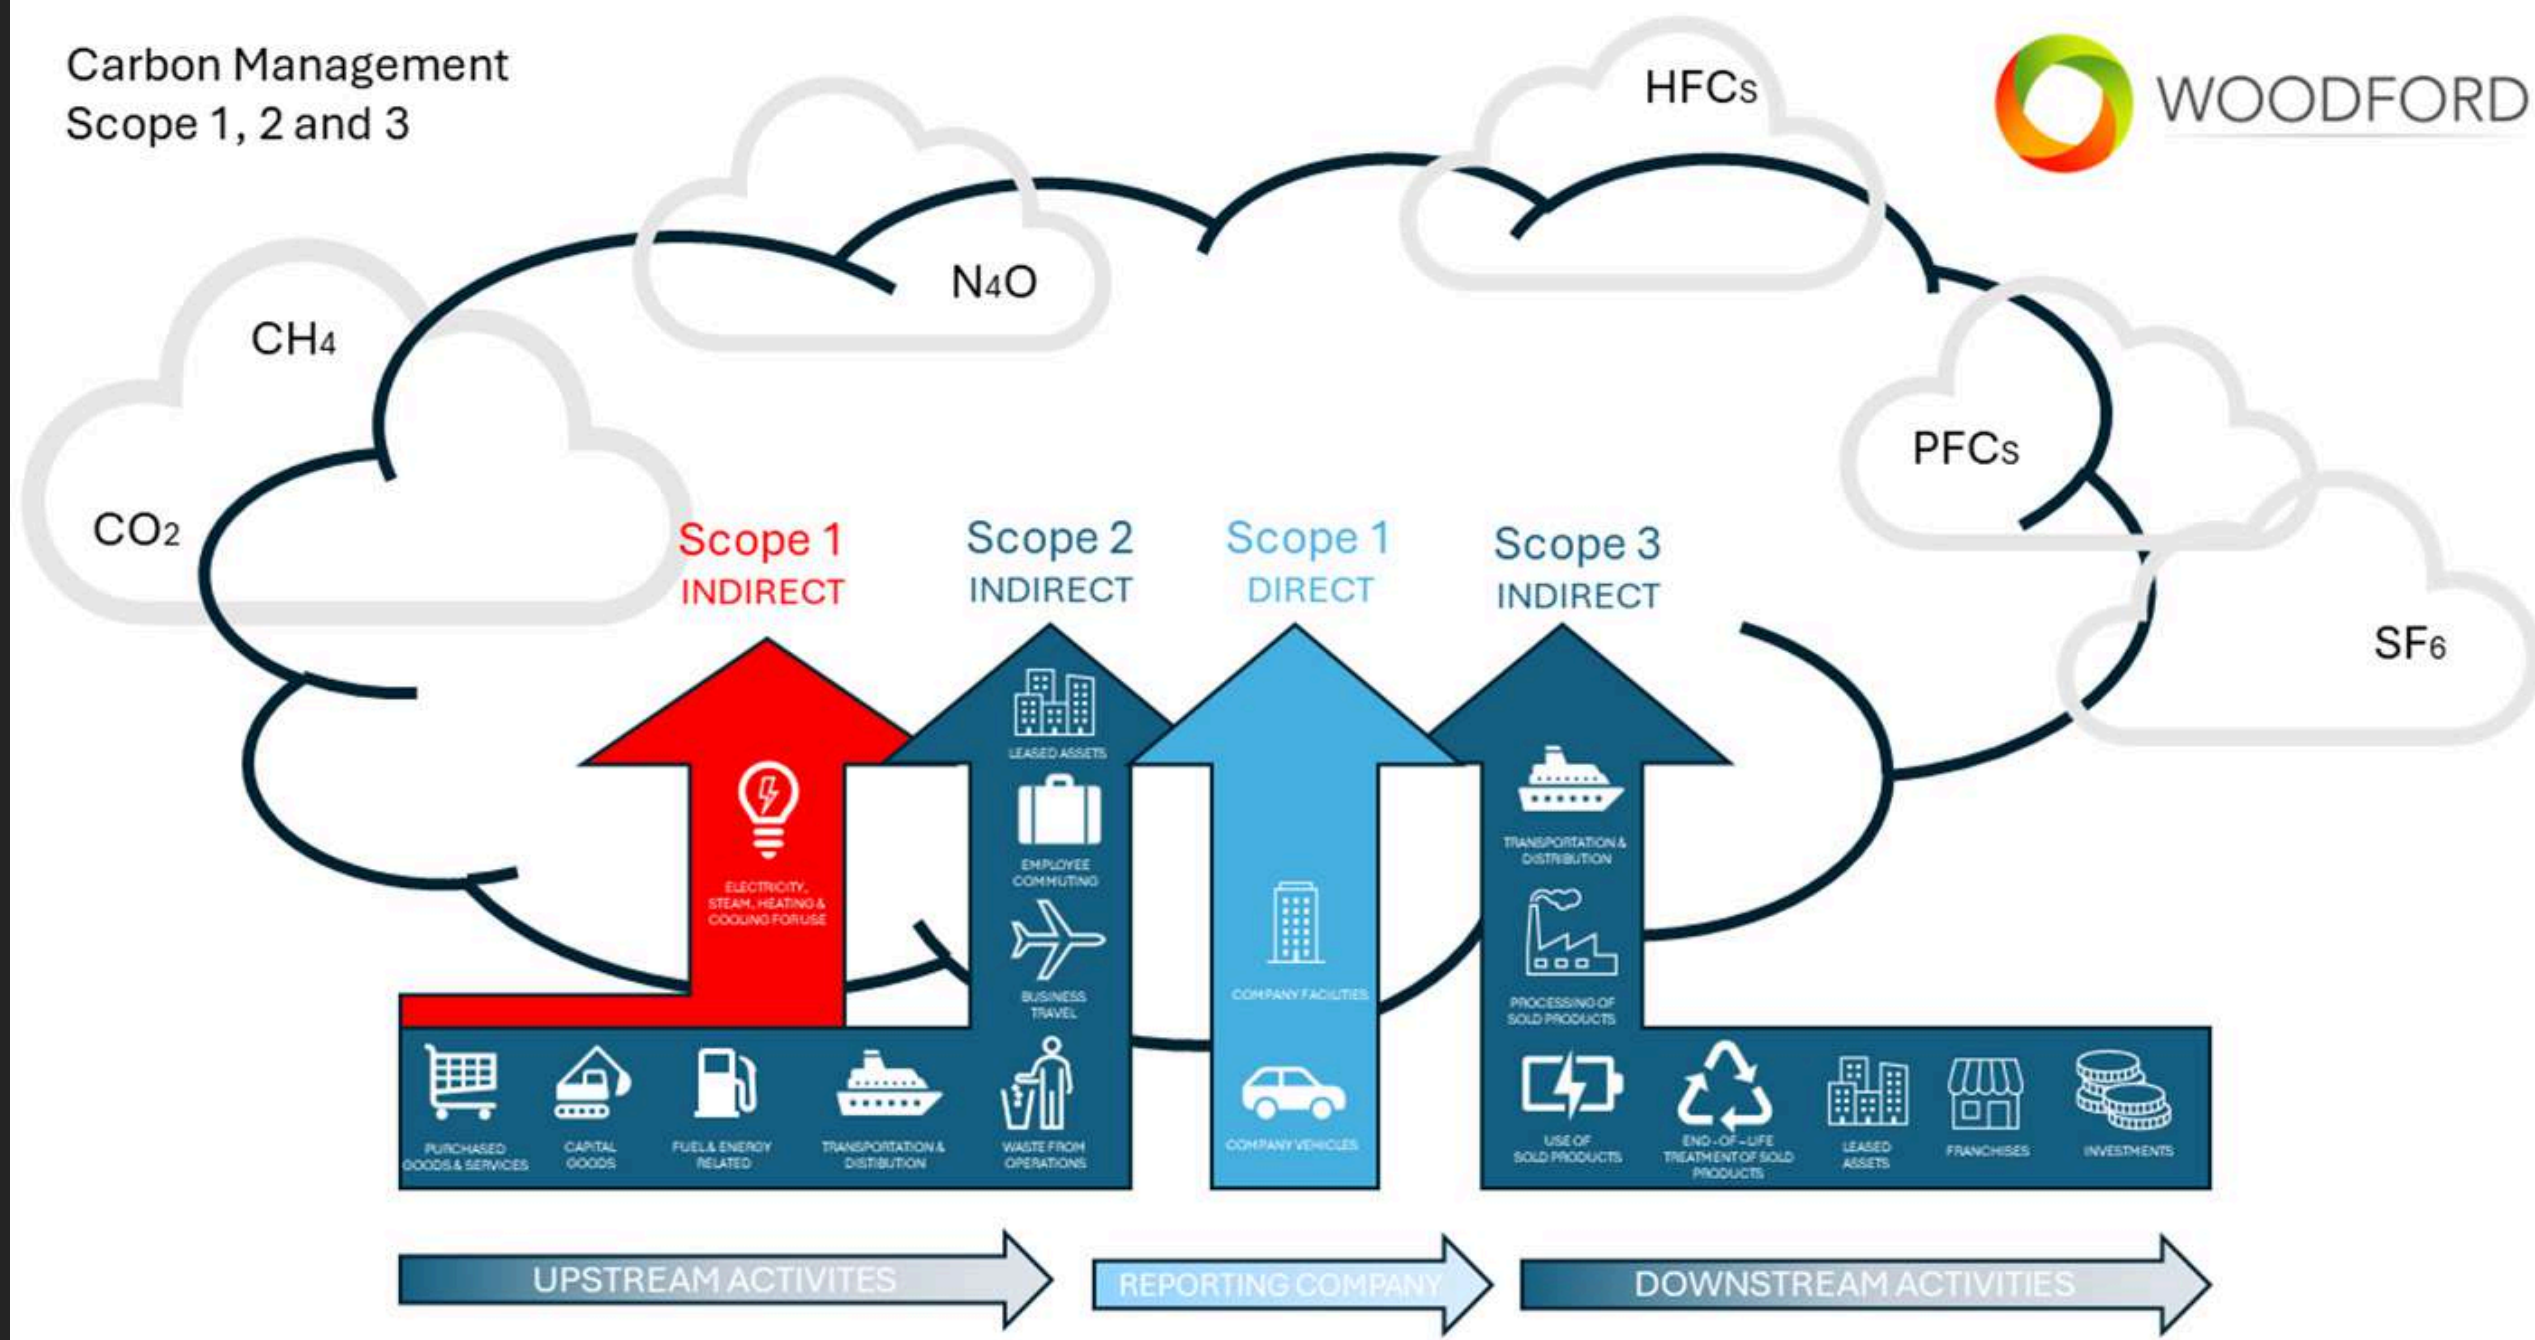 Carbon Management
Scope 1, 2 and 3
WOODFORD
HFCs
N4O
CH4
CO2
PFCs
SF6
Scope 1
INDIRECT
Scope 2
INDIRECT
Scope 1
DIRECT
Scope 3
INDIRECT
ELECTRICITY,
STEAM, HEATING &
COOLING FOR USE
LEASED ASSETS
EMPLOYEE
COMMUTING
BUSINESS
TRAVEL
COMPANY FACILITIES
COMPANY VEHICLES
TRANSPORTATION &
DISTRIBUTION
PROCESSING OF
SOLD PRODUCTS
PURCHASED
GOODS & SERVICES
CAPITAL
GOODS
FUEL & ENERGY
RELATED
TRANSPORTATION &
DISTIBUTION
WASTE FROM
OPERATIONS
USE OF
SOLD PRODUCTS
END-OF-LIFE
TREATMENT OF SOLD
PRODUCTS
LEASED
ASSETS
FRANCHISES
INVESTMENTS
UPSTREAM ACTIVITES
REPORTING COMPANY
DOWNSTREAM ACTIVITIES